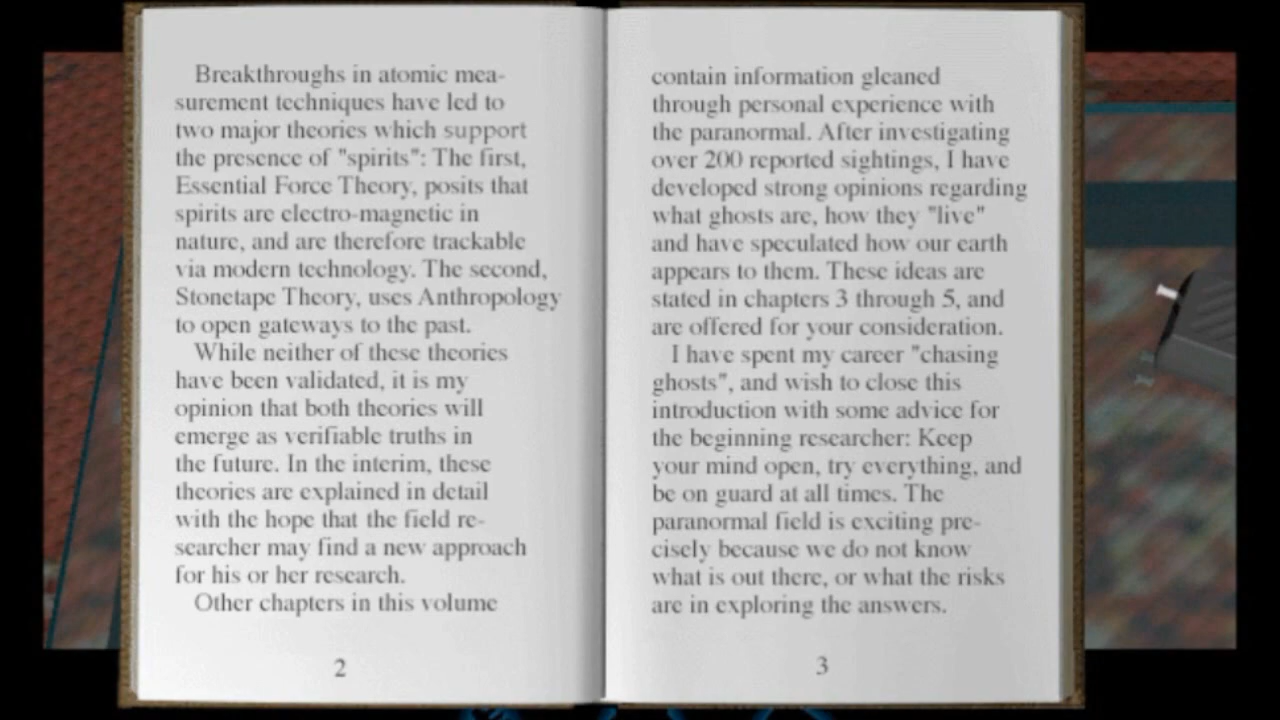 Breakthroughs in atomic mea-
surement techniques have led to
two major theories which support
the presence of "spirits": The first,
Essential Force Theory, posits that
spirits are electro-magnetic in
nature, and are therefore trackable
via modern technology. The second,
Stonetape Theory, uses Anthropology
to open gateways to the past.
While neither of these theories
have been validated, it is my
opinion that both theories will
emerge as verifiable truths in
the future. In the interim, these
theories are explained in detail
with the hope that the field re-
searcher may find a new approach
for his or her research.
Other chapters in this volume
2
contain information gleaned
through personal experience with
the paranormal. After investigating
over 200 reported sightings, I have
developed strong opinions regarding
what ghosts are, how they "live"
and have speculated how our earth
appears to them. These ideas are
stated in chapters 3 through 5, and
are offered for your consideration.
I have spent my career "chasing
ghosts", and wish to close this
introduction with some advice for
the beginning researcher: Keep
your mind open, try everything, and
be on guard at all times. The
paranormal field is exciting pre-
cisely because we do not know
what is out there, or what the risks
are in exploring the answers.
3